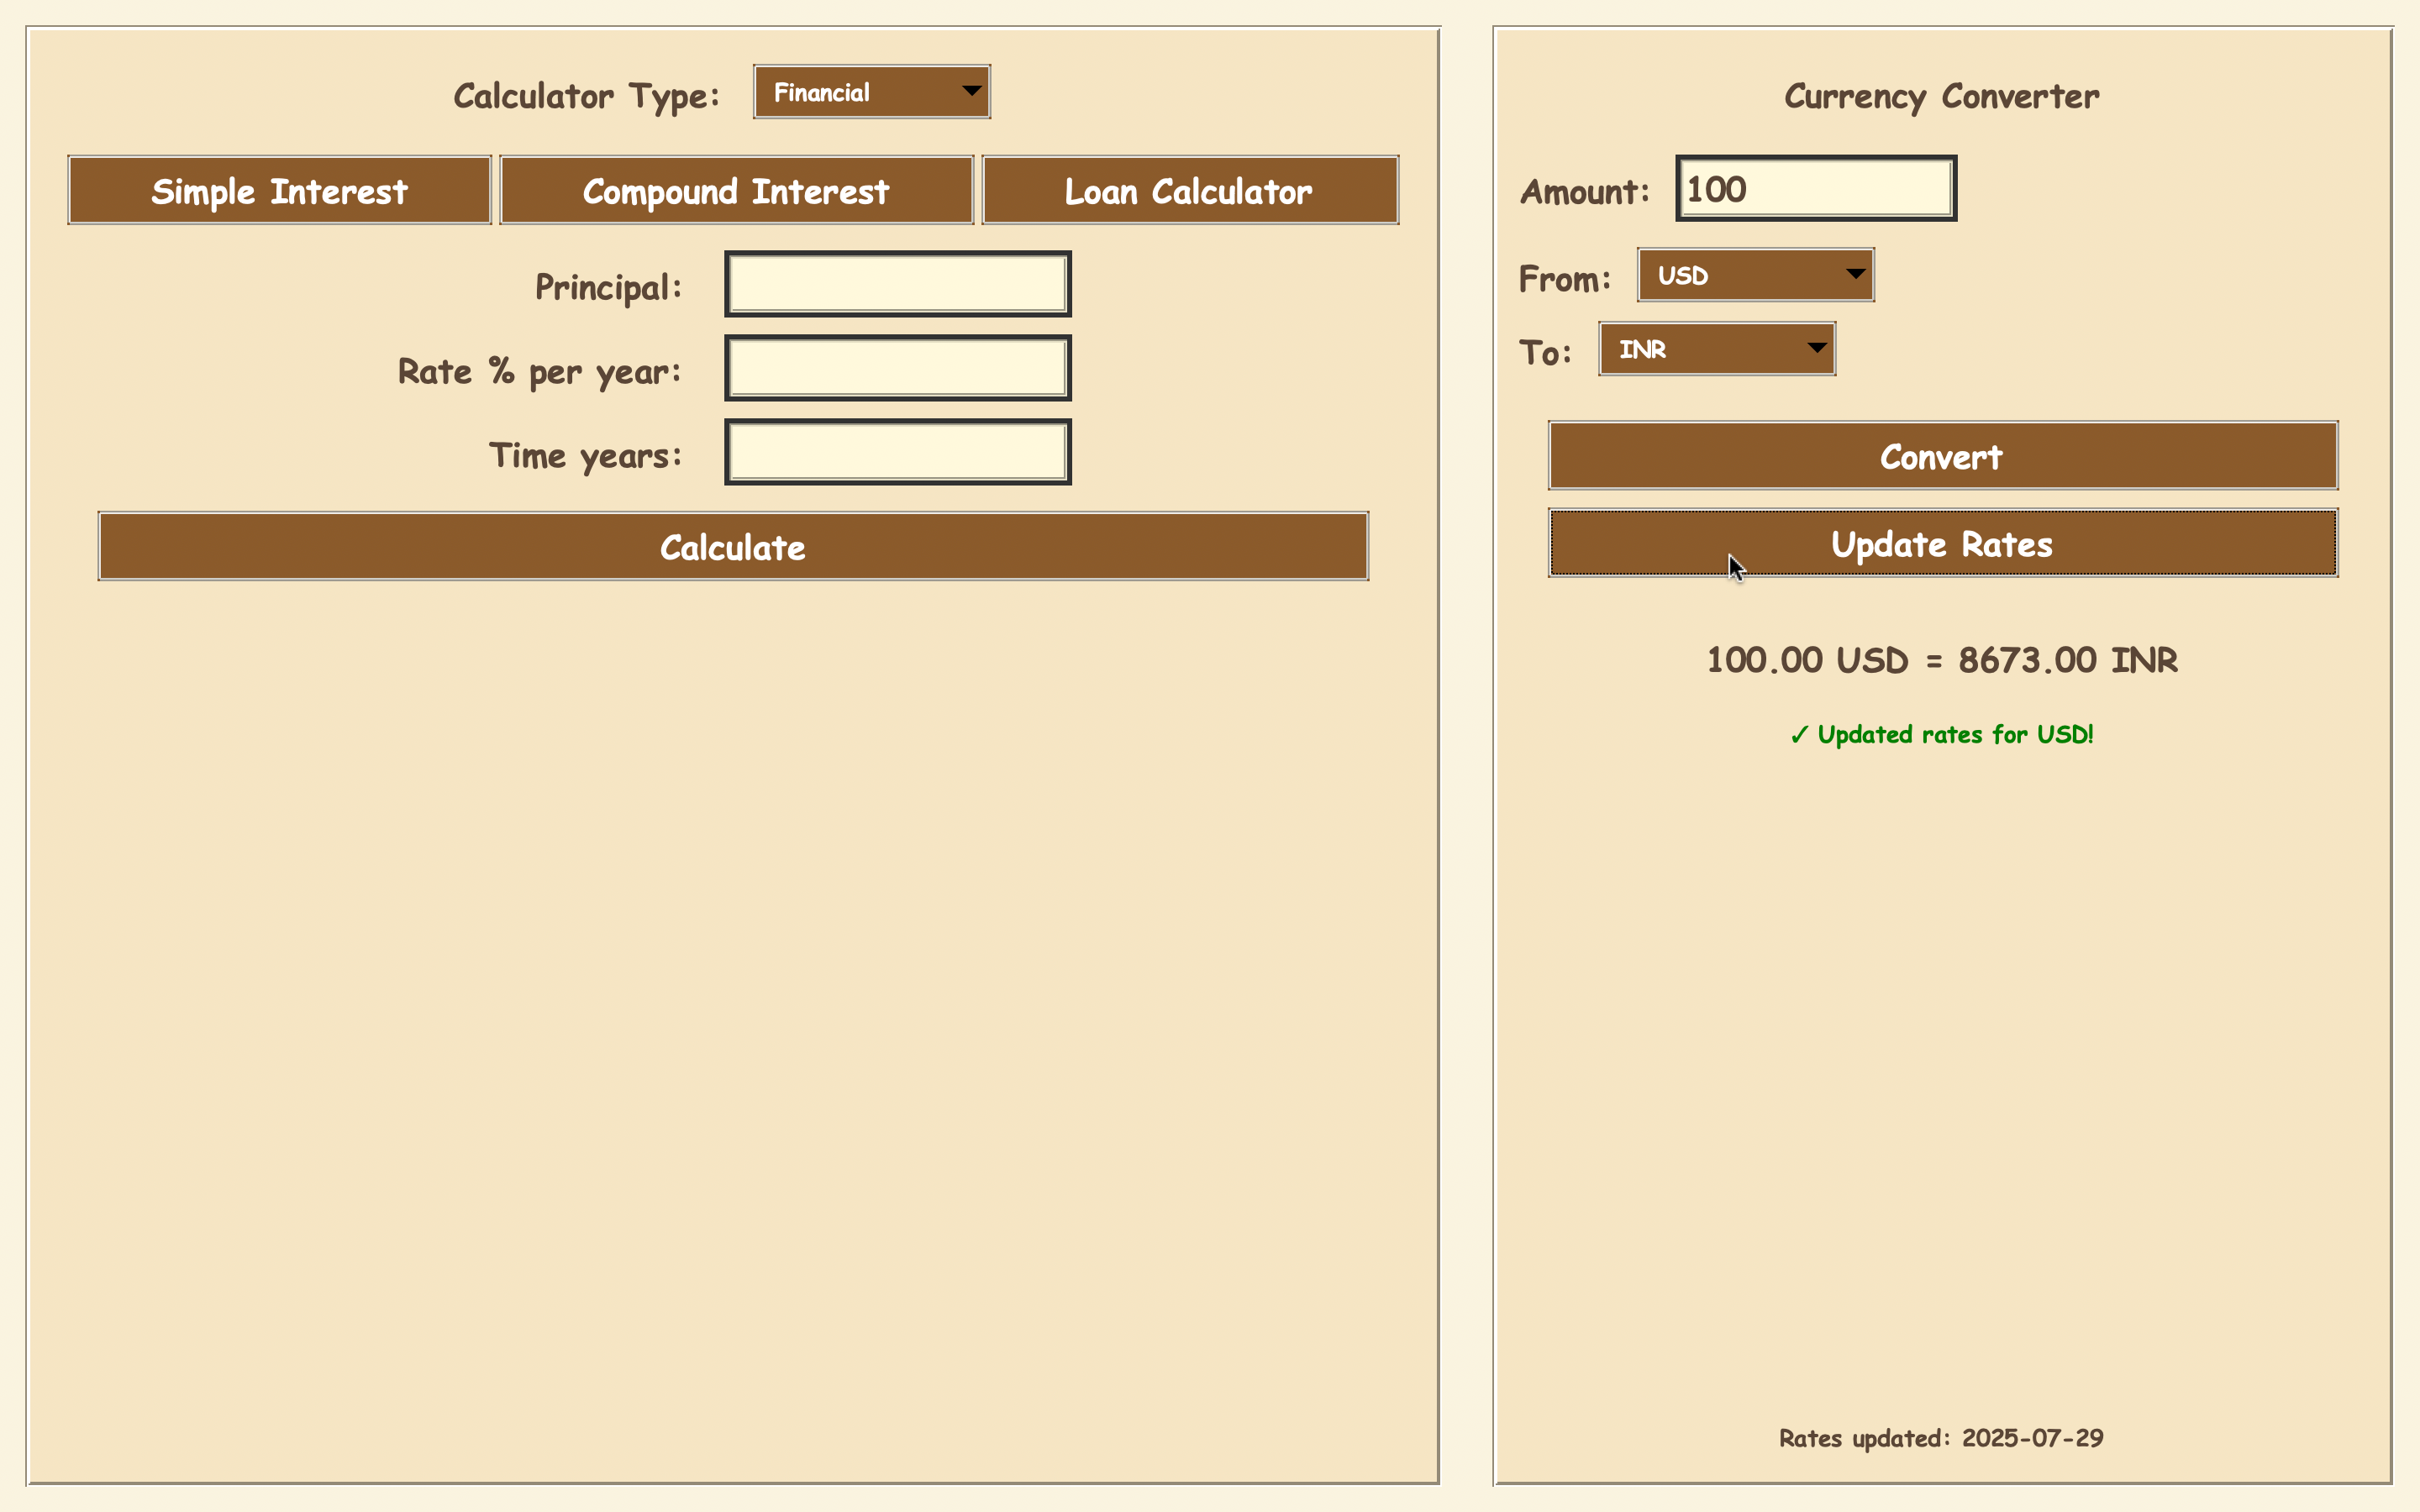 Calculator Type: Financial
Simple Interest Compound Interest Loan Calculator
Principal:
Rate % per year:
Time years:
Calculate
Currency Converter
Amount: 100
From: USD
To: INR
Convert
Update Rates
100.00 USD = 8673.00 INR
✓ Updated rates for USD!
Rates updated: 2025-07-29